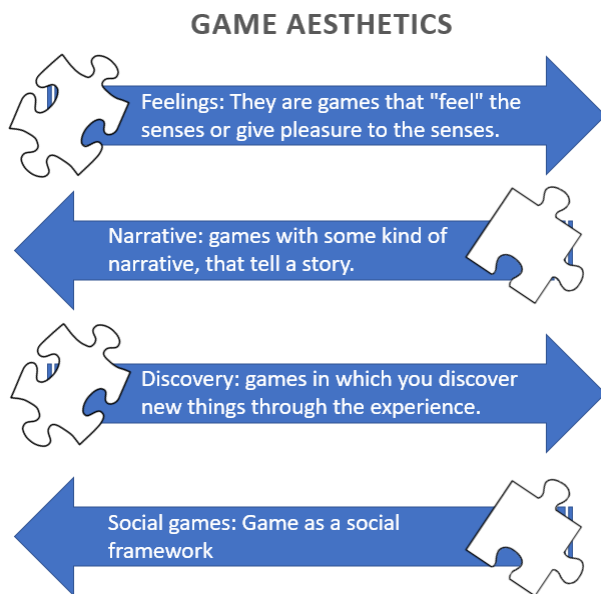 GAME AESTHETICS
Feelings: They are games that "feel" the
senses or give pleasure to the senses.
Narrative: games with some kind of
narrative, that tell a story.
Discovery: games in which you discover
new things through the experience.
Social games: Game as a social
framework